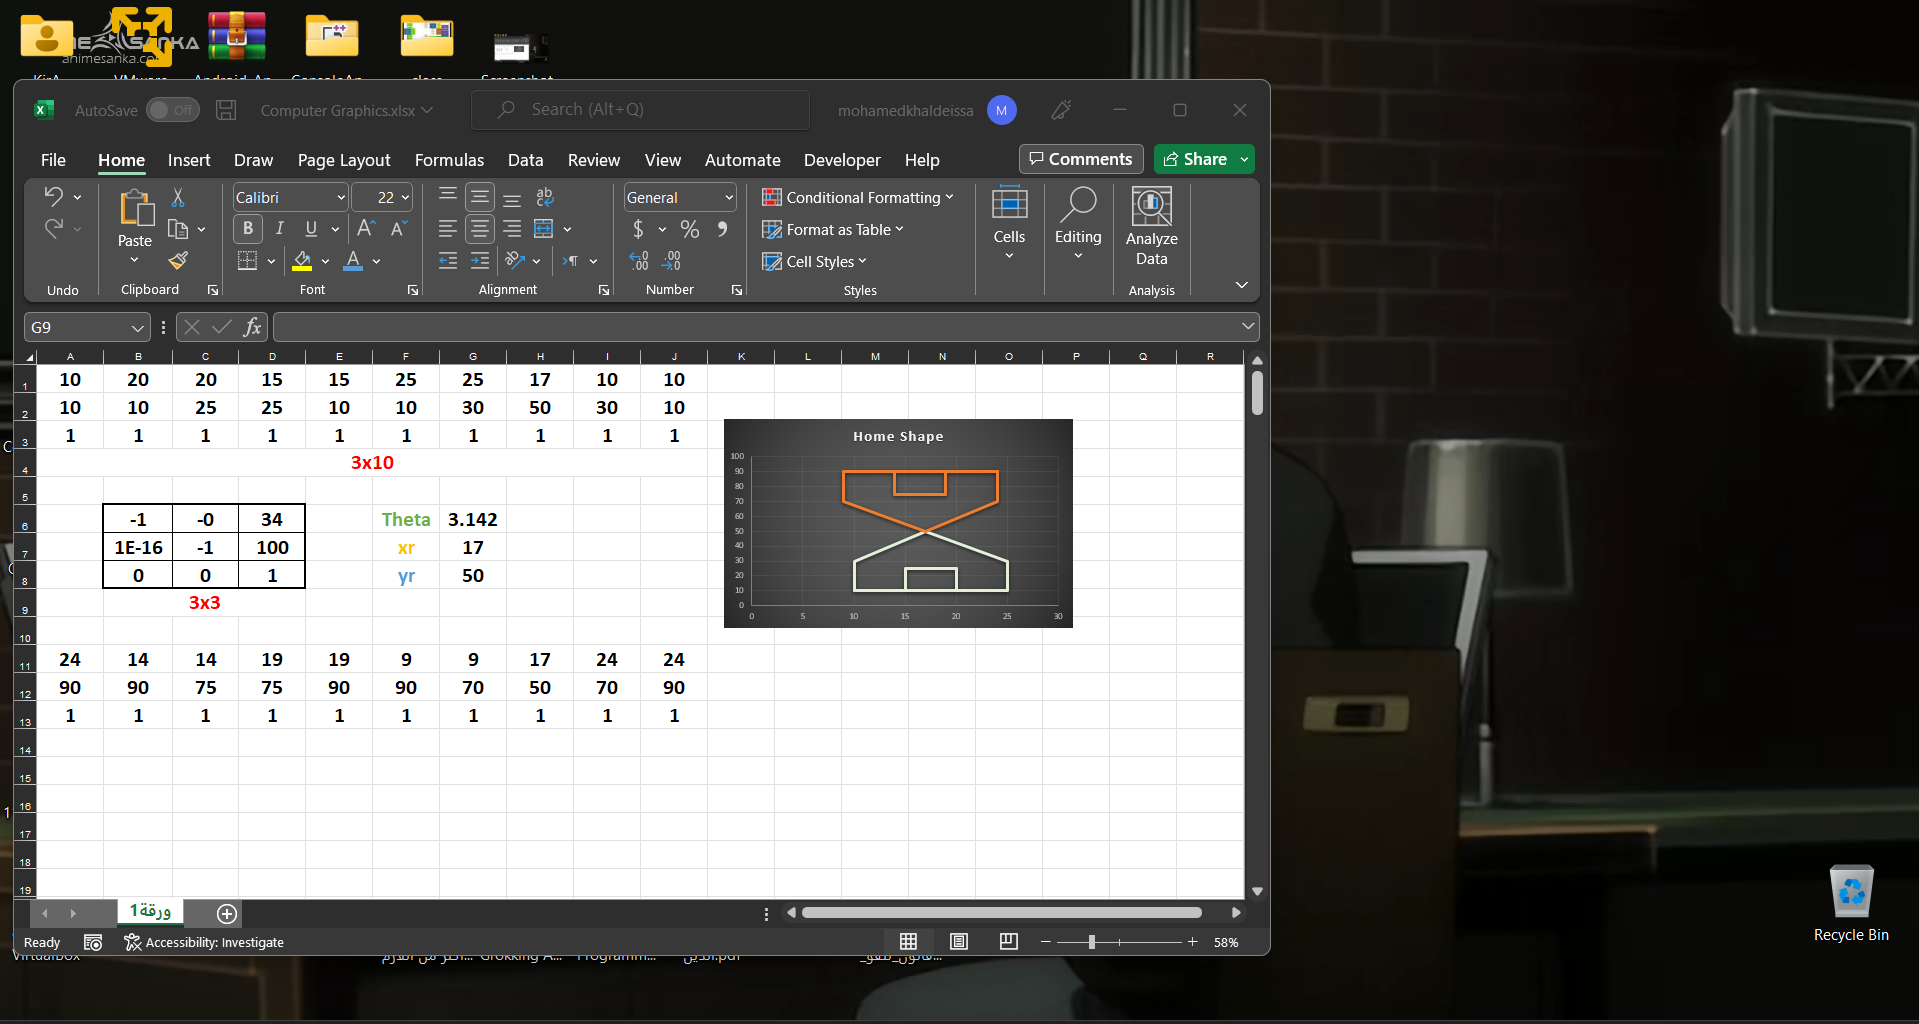 animesanka.co
AutoSave Off Computer Graphics.xlsx Search (Alt+Q) mohamedkhaldeissa M
File Home Insert Draw Page Layout Formulas Data Review View Automate Developer Help Comments Share
Calibri 22 General Conditional Formatting
Paste B I U $ % Format as Table Cells Editing Analyze Data
Cell Styles
Undo Clipboard Font Alignment Number Styles Analysis
G9 fx
A B C D E F G H I J K L M N O P Q R
1 10 20 20 15 15 25 25 17 10 10
2 10 10 25 25 10 10 30 50 30 10
3 1 1 1 1 1 1 1 1 1 1
4 3x10
5
6 -1 -0 34 Theta 3.142
7 1E-16 -1 100 xr 17
8 0 0 1 yr 50
9 3x3
10
11 24 14 14 19 19 9 9 17 24 24
12 90 90 75 75 90 90 70 50 70 90
13 1 1 1 1 1 1 1 1 1 1
14
15
16
17
18
19
Home Shape
100
90
80
70
60
50
40
30
20
10
0
0 5 10 15 20 25 30
ورقة1
Ready Accessibility: Investigate 58%
Recycle Bin